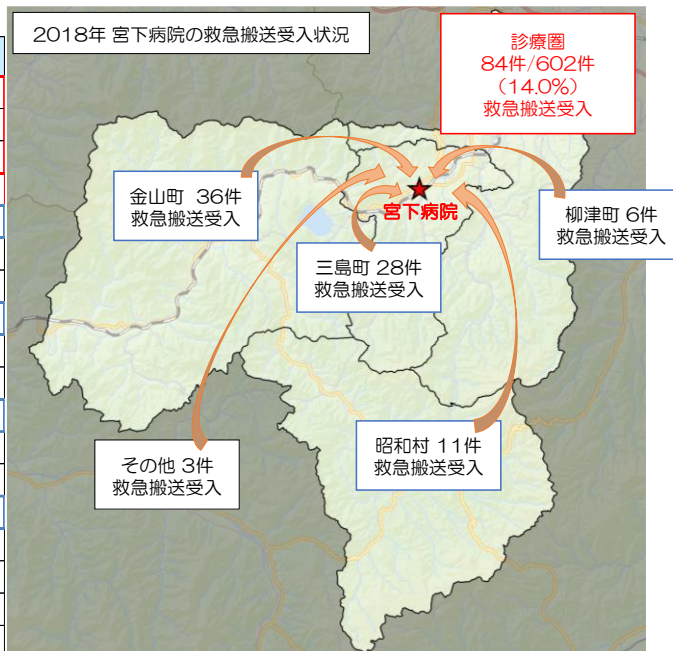 2018年 宮下病院の救急搬送受入状況
診療圏
84件/602件
（14.0%）
救急搬送受入
金山町 36件
救急搬送受入
宮下病院
柳津町 6件
救急搬送受入
三島町 28件
救急搬送受入
その他 3件
救急搬送受入
昭和村 11件
救急搬送受入